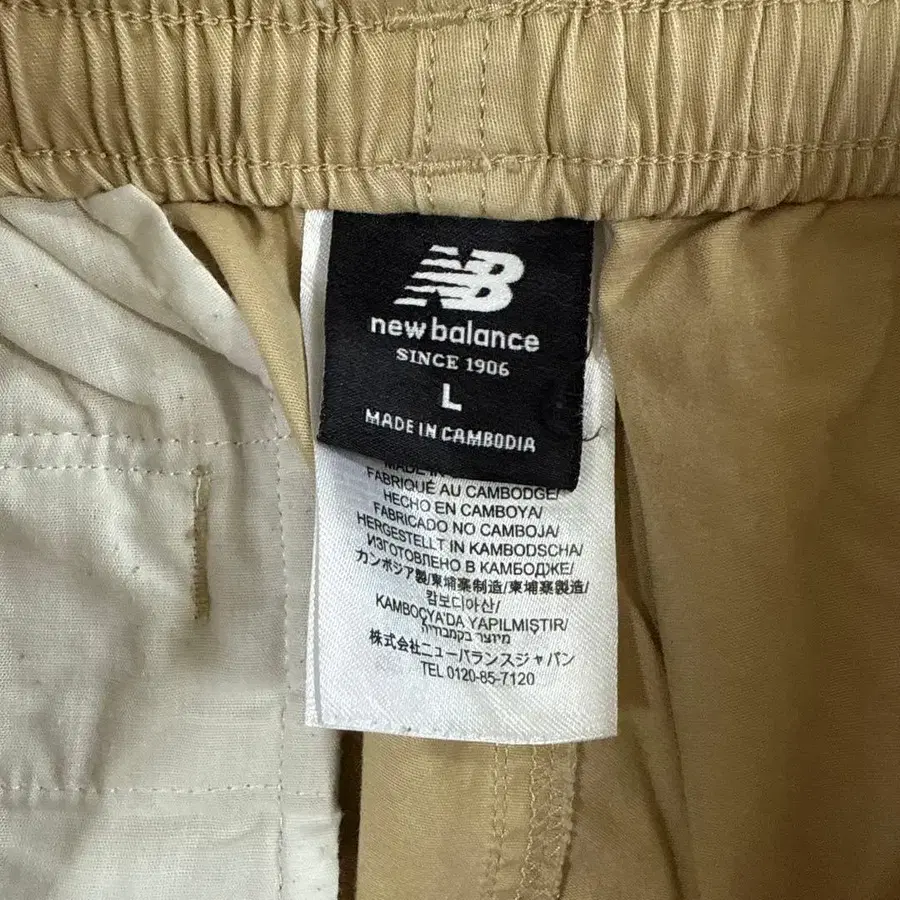 NB
new balance
SINCE 1906
L
MADE IN CAMBODIA
MADE IN
FABRIQUÉ AU CAMBODGE/
HECHO EN CAMBOYA/
FABRICADO NO CAMBOJA/
HERGESTELLT IN KAMBODSCHA/
ИЗГОТОВЛЕНО В КАМБОДЖЕ/
カンボジア製/柬埔寨制造/柬埔寨製造/
캄보디아산/
KAMBOÇYA'DA YAPILMIŞTIR/
מיוצר בקמבודיה
株式会社ニューバランスジャパン
TEL 0120-85-7120